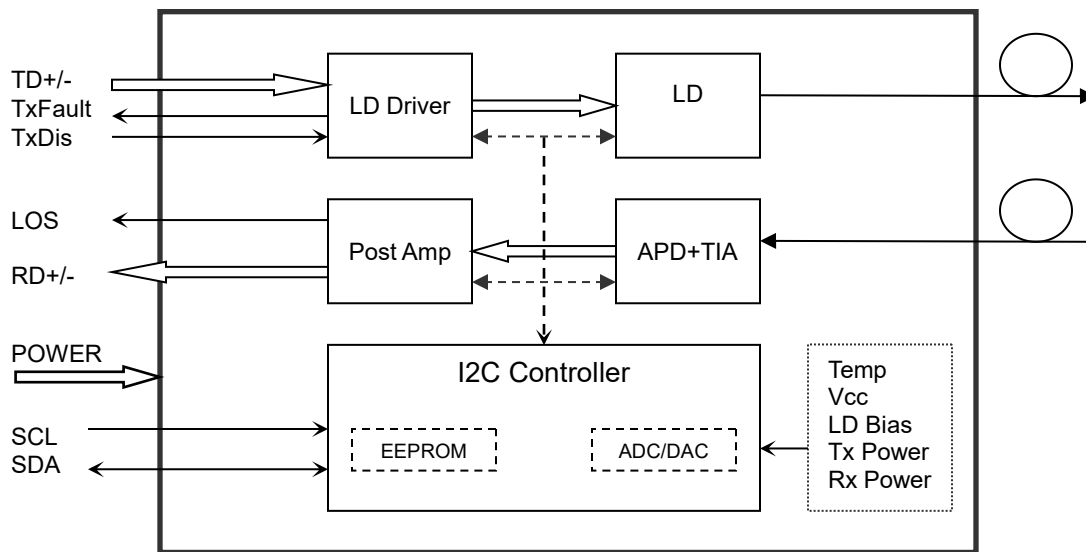 TD+/-
TxFault
TxDis
LD Driver
LD
LOS
RD+/-
Post Amp
APD+TIA
POWER
SCL
SDA
I2C Controller
EEPROM
ADC/DAC
Temp
Vcc
LD Bias
Tx Power
Rx Power